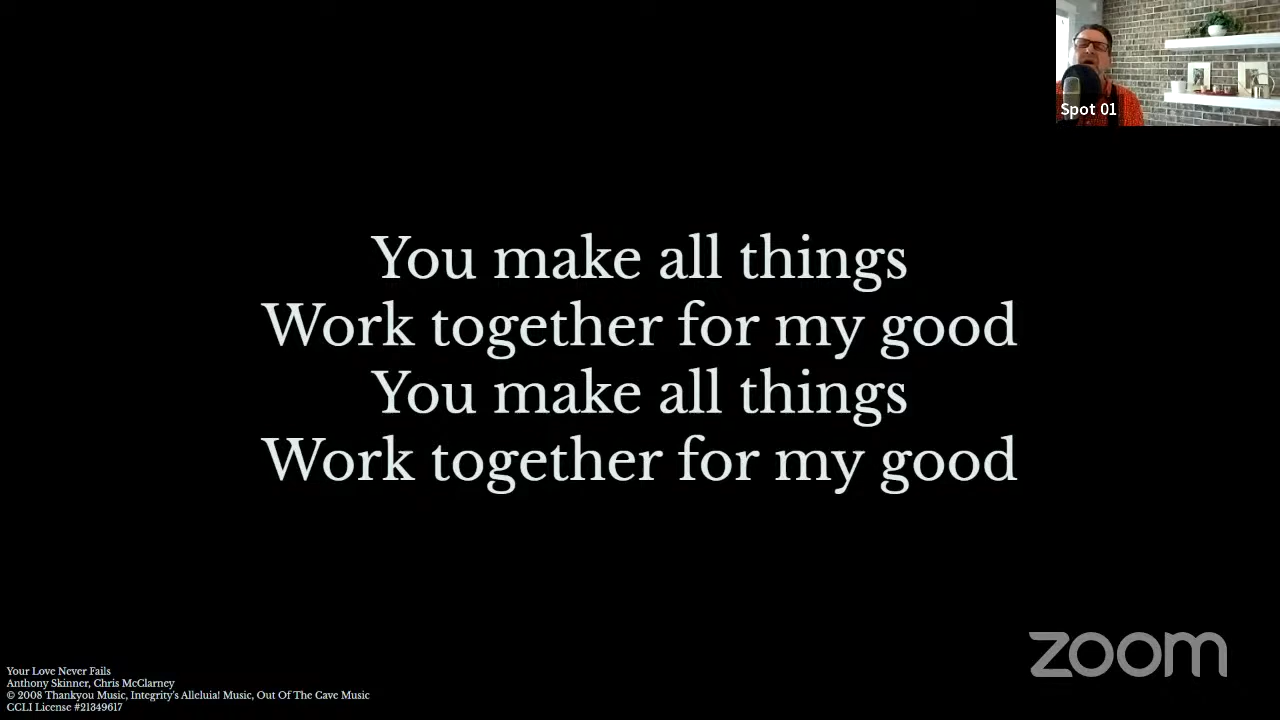 Spot 01
You make all things
Work together for my good
You make all things
Work together for my good
zoom
Your Love Never Fails
Anthony Skinner, Chris McClarney
© 2008 Thankyou Music, Integrity's Alleluia! Music, Out Of The Cave Music
CCLI License #21349617